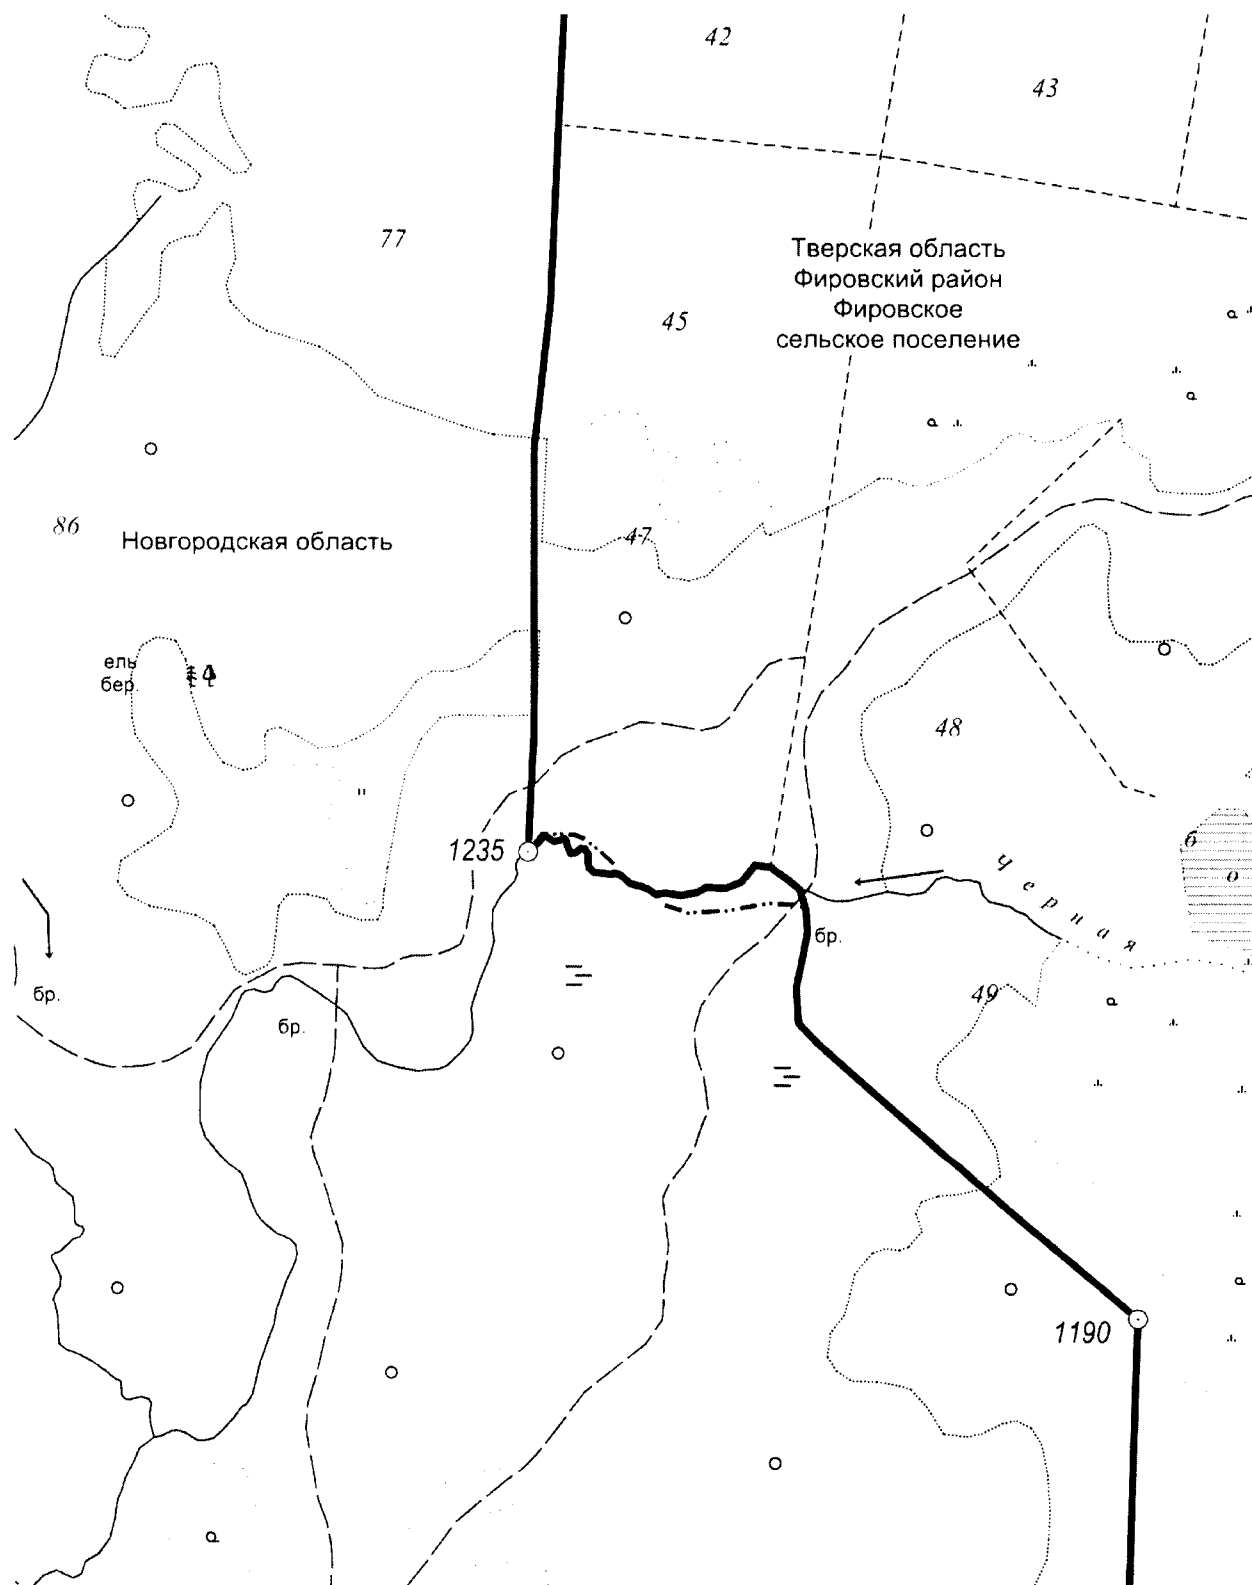 42
43
77
Тверская область
Фировский район
Фировское
сельское поселение
45
86
Новгородская область
47
ель
бер.
48
1235
б
о
Черная
бр.
бр.
бр.
49
1190